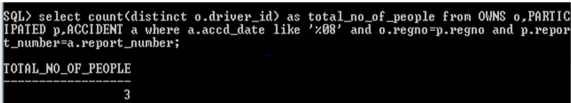 SQL> select count(distinct o.driver_id) as total_no_of_people from OWNS o,PARTIC
IPATED p,ACCIDENT a where a.accd_date like '%08' and o.regno=p.regno and p.repor
t_number=a.report_number;
TOTAL_NO_OF_PEOPLE
------------------
3